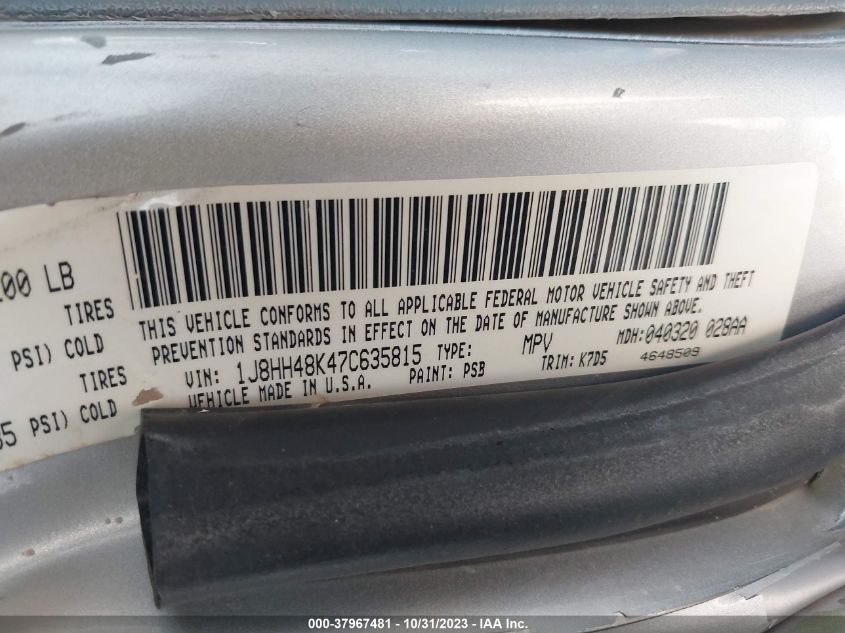 100 LB
TIRES
PSI) COLD
TIRES
35 PSI) COLD
THIS VEHICLE CONFORMS TO ALL APPLICABLE FEDERAL MOTOR VEHICLE SAFETY AND THEFT
PREVENTION STANDARDS IN EFFECT ON THE DATE OF MANUFACTURE SHOWN ABOVE.
VIN: 1J8HH48K47C635815 TYPE: MPV MDH: 040320 028AA
VEHICLE MADE IN U.S.A. PAINT: PSB TRIM: K7D5 4648509
000-37967481 - 10/31/2023 - IAA Inc.